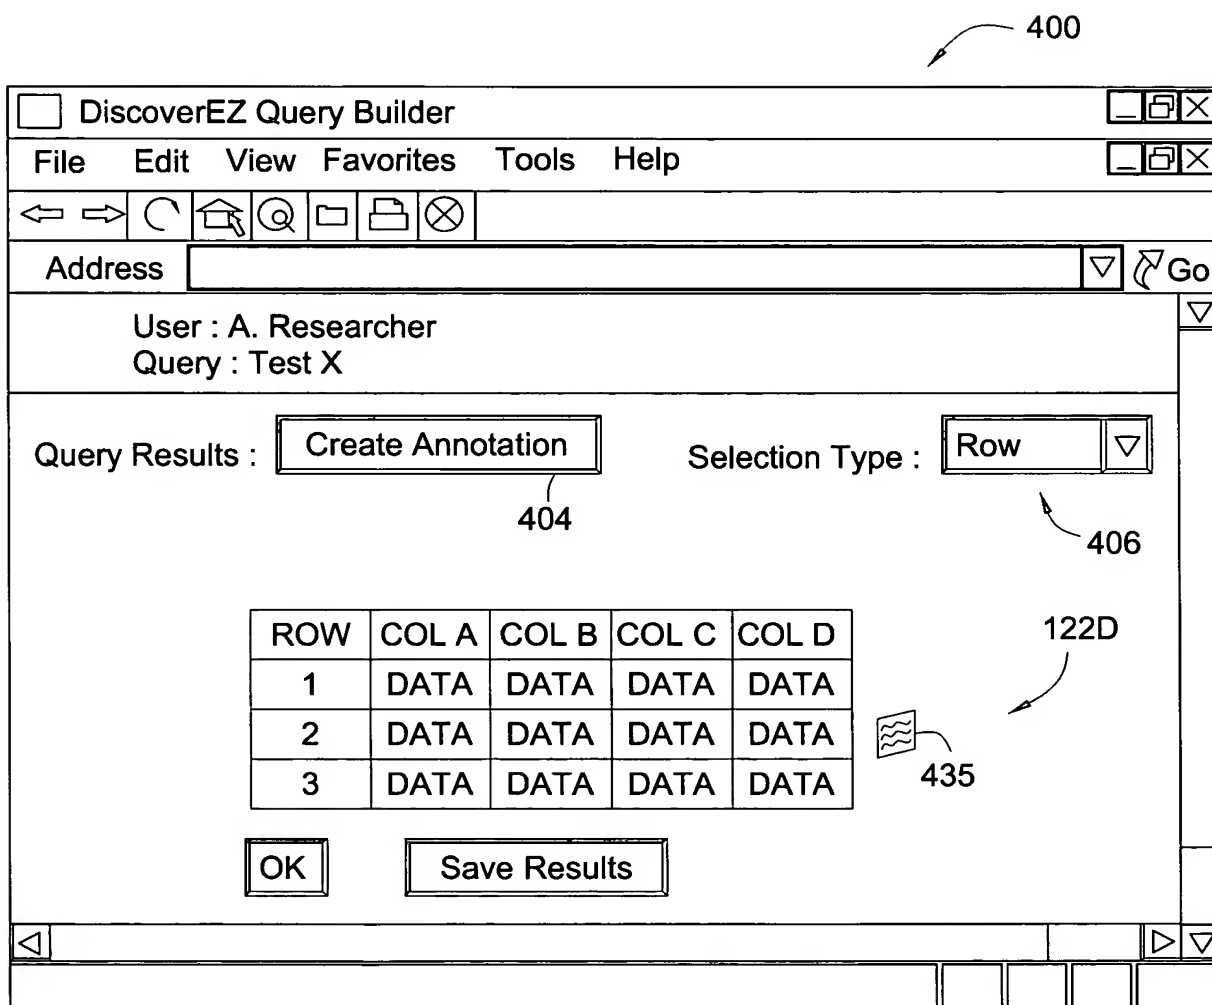 400
DiscoverEZ Query Builder
File Edit View Favorites Tools Help
Address Go
User : A. Researcher
Query : Test X
Query Results : Create Annotation Selection Type : Row
404
406
ROW COL A COL B COL C COL D
122D
1 DATA DATA DATA DATA
2 DATA DATA DATA DATA
435
3 DATA DATA DATA DATA
OK Save Results